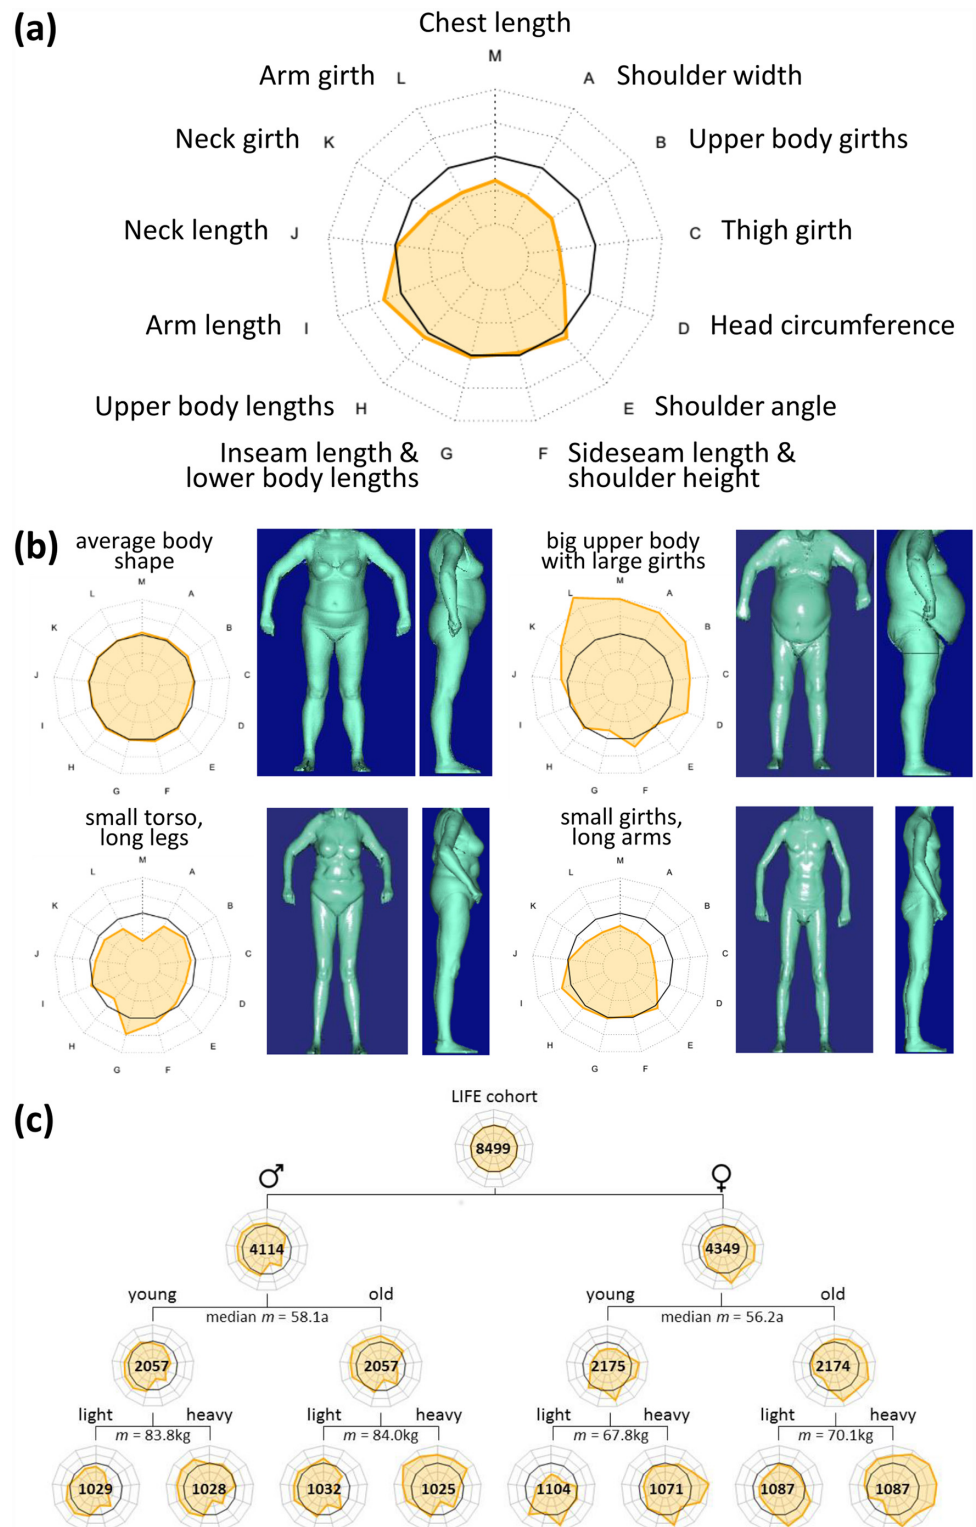 (a)
Chest length
M
Arm girth L
A Shoulder width
Neck girth K
B Upper body girths
Neck length J
C Thigh girth
Arm length I
D Head circumference
Upper body lengths H
E Shoulder angle
Inseam length &
lower body lengths
G
F
Sideseam length &
shoulder height
(b)
average body
shape
M
L
A
K
B
J
C
I
D
H
E
G
F
big upper body
with large girths
M
L
A
K
B
J
C
I
D
H
E
G
F
small torso,
long legs
M
L
A
K
B
J
C
I
D
H
E
G
F
small girths,
long arms
M
L
A
K
B
J
C
I
D
H
E
G
F
(c)
LIFE cohort
8499
♂
♀
4114
4349
young
old
median m = 58.1a
young
old
median m = 56.2a
2057
2057
2175
2174
light
heavy
m = 83.8kg
light
heavy
m = 84.0kg
light
heavy
m = 67.8kg
light
heavy
m = 70.1kg
1029
1028
1032
1025
1104
1071
1087
1087